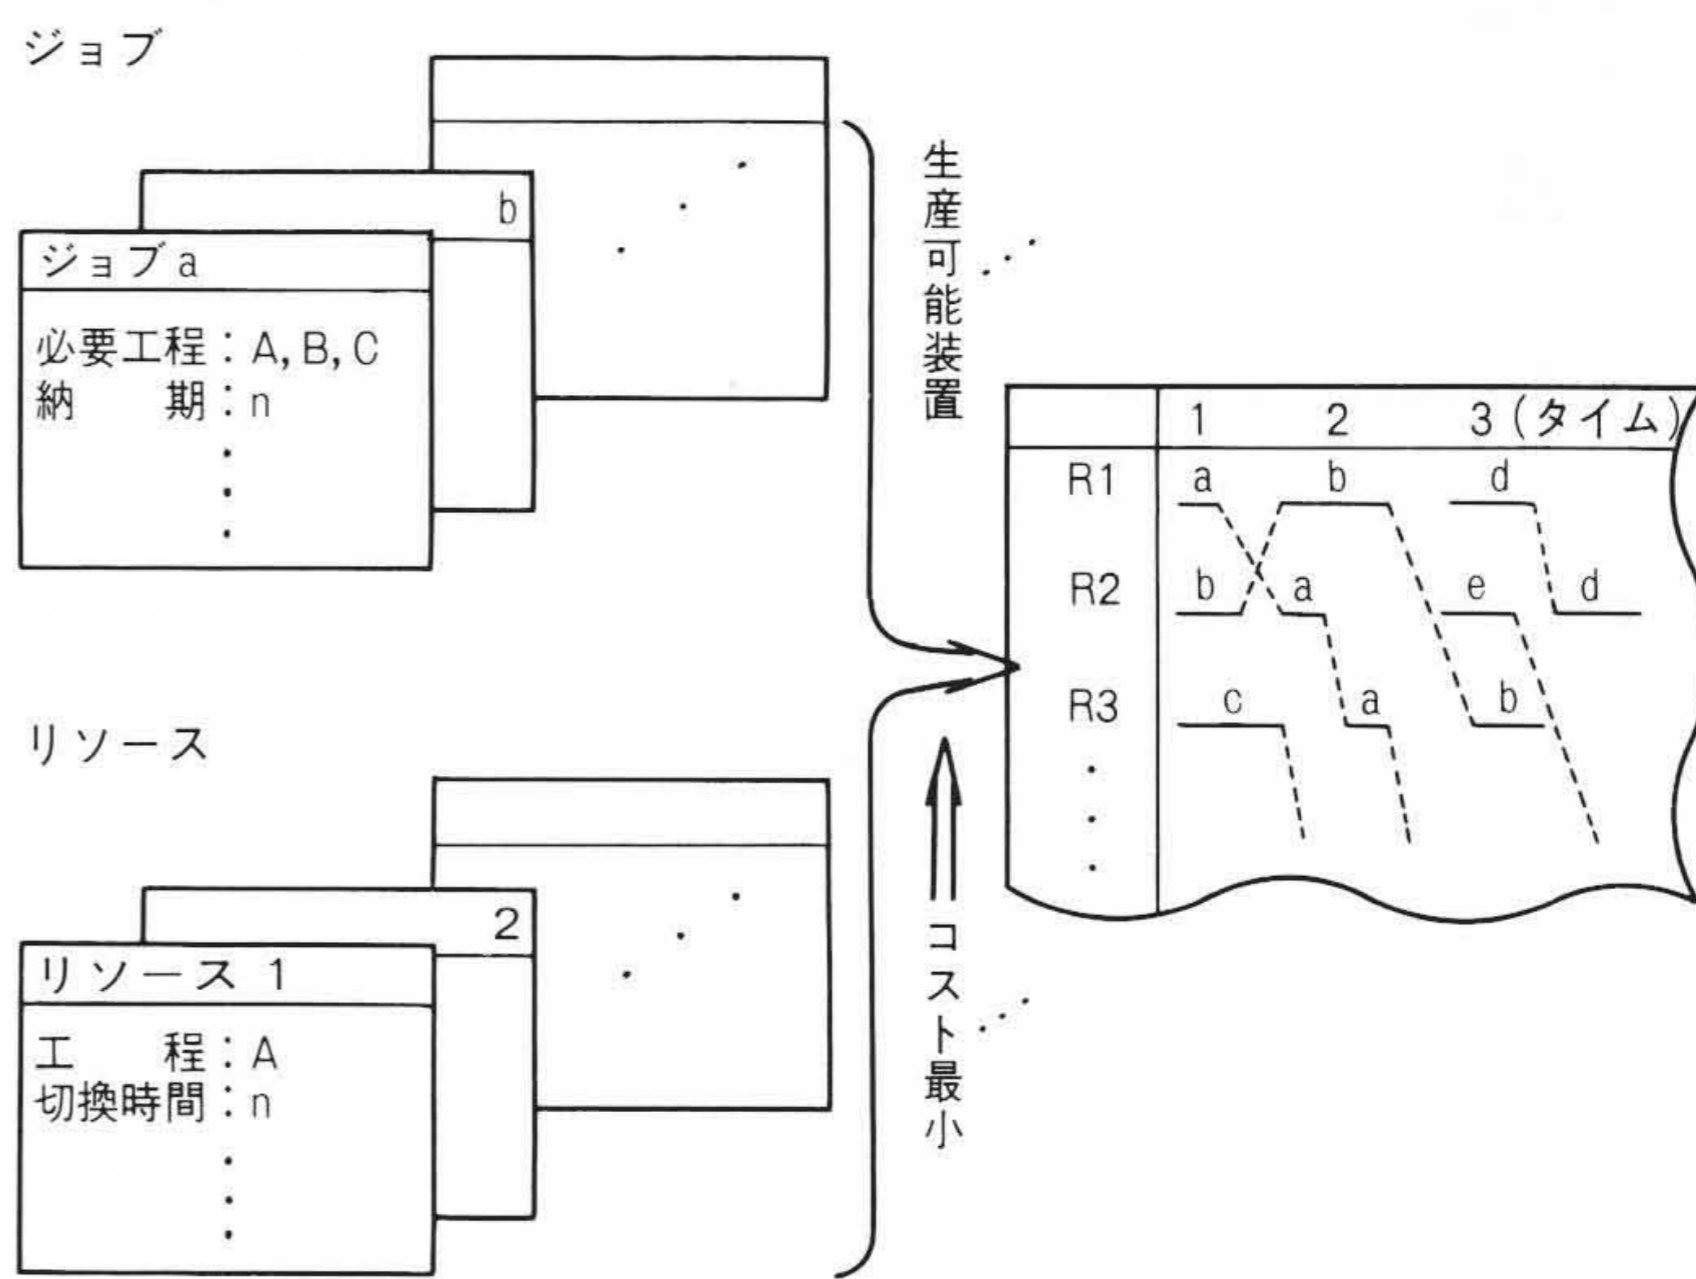 ジョブ
b
ジョブa
必要工程：A, B, C
納　　期：n
リソース
2
リソース 1
工　　程：A
切換時間：n
生産可能装置
コスト最小
1 2 3（タイム）
R1 a b d
R2 b a e d
R3 c a b